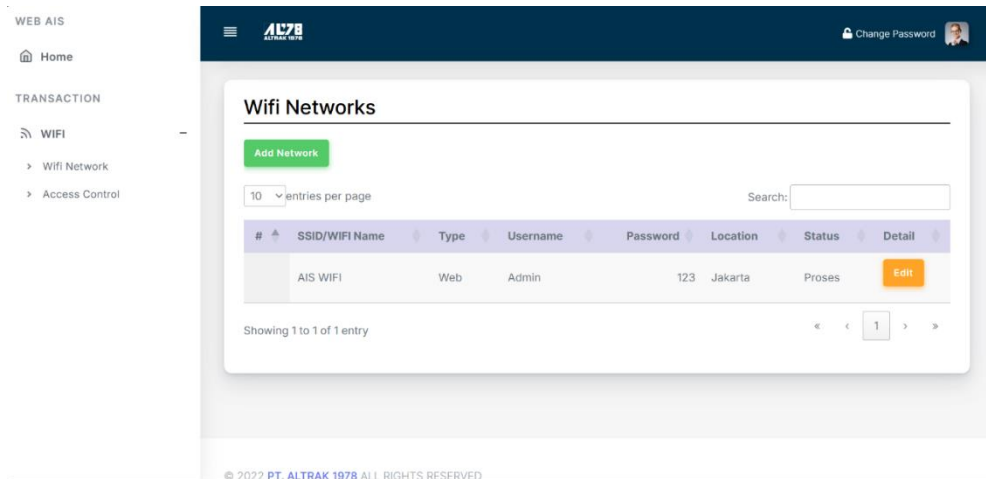 WEB AIS
Home
TRANSACTION
WIFI
Wifi Network
Access Control
AL78
ALTRAK 1978
Change Password
Wifi Networks
Add Network
10 entries per page
Search:
# SSID/WIFI Name Type Username Password Location Status Detail
AIS WIFI Web Admin 123 Jakarta Proses Edit
Showing 1 to 1 of 1 entry
« ‹ 1 › »
© 2022 PT. ALTRAK 1978 ALL RIGHTS RESERVED